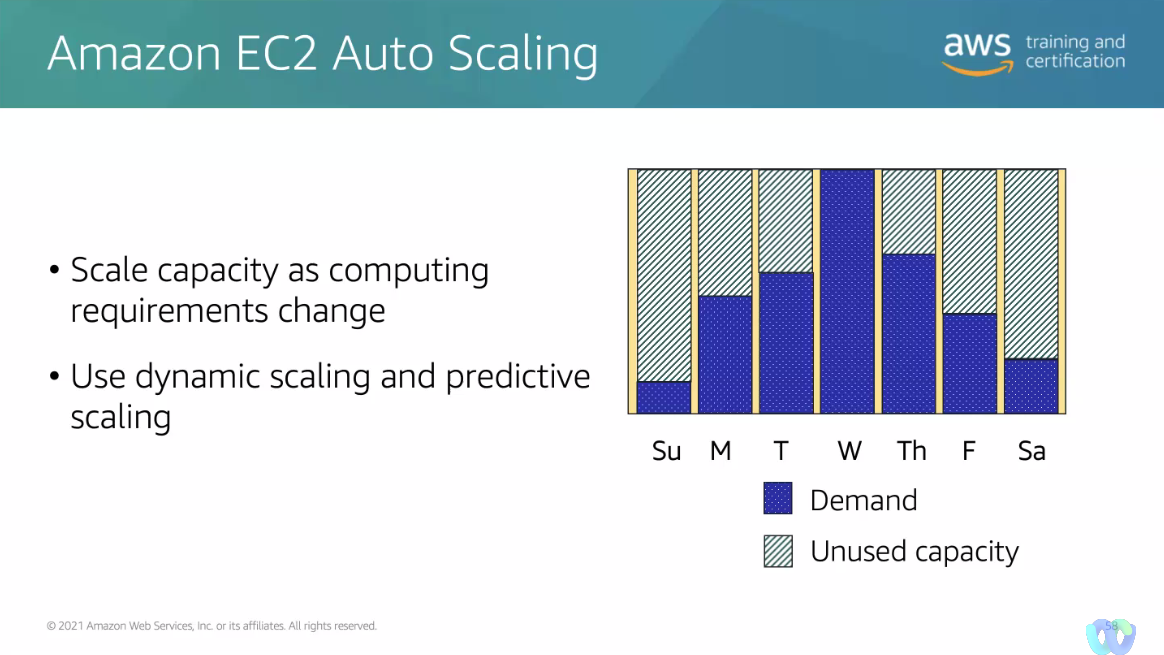 Amazon EC2 Auto Scaling
aws training and
certification
• Scale capacity as computing
requirements change
• Use dynamic scaling and predictive
scaling
Su M T W Th F Sa
Demand
Unused capacity
© 2021 Amazon Web Services, Inc. or its affiliates. All rights reserved.